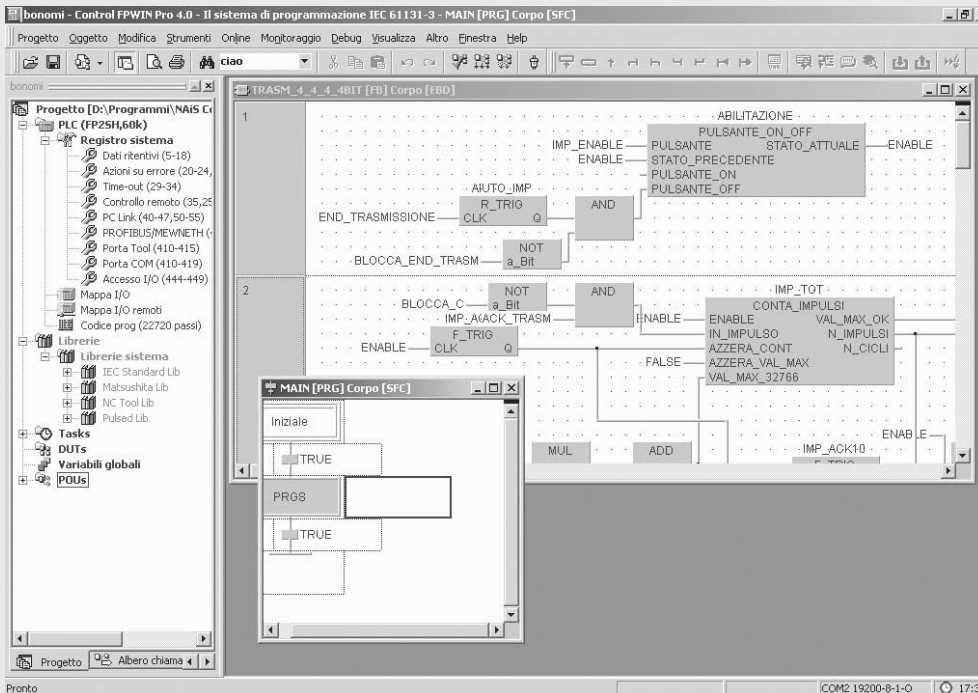 bonomi - Control FPWIN Pro 4.0 - Il sistema di programmazione IEC 61131-3 - MAIN [PRG] Corpo [SFC]
Progetto Oggetto Modifica Strumenti Online Monitoraggio Debug Visualizza Altro Finestra Help
ciao
bonomi
Progetto [D:\Programmi\NAiS C
PLC (FP2SH,60k)
Registro sistema
Dati ritentivi (5-18)
Azioni su errore (20-24,
Time-out (29-34)
Controllo remoto (35,25
PC Link (40-47,50-55)
PROFIBUS/MEWNETH (
Porta Tool (410-415)
Porta COM (410-419)
Accesso I/O (444-449)
Mappa I/O
Mappa I/O remoti
Codice prog (22720 passi)
Librerie
Librerie sistema
IEC Standard Lib
Matsushita Lib
NC Tool Lib
Pulsed Lib
Tasks
DUTs
Variabili globali
POUs
Progetto
Albero chiama
TRASM_4_4_4_4BIT [FB] Corpo [FBD]
1
ABILITAZIONE
PULSANTE_ON_OFF
IMP_ENABLE PULSANTE STATO_ATTUALE ENABLE
ENABLE STATO_PRECEDENTE
PULSANTE_ON
PULSANTE_OFF
AIUTO_IMP
R_TRIG AND
END_TRASMISSIONE CLK Q
NOT
BLOCCA_END_TRASM a_Bit
2
IMP_TOT
NOT AND
CONTA_IMPULSI
BLOCCA_C a_Bit
ENABLE ENABLE VAL_MAX_OK
F_TRIG
IN_IMPULSO N_IMPULSI
ENABLE CLK Q
AZZERA_CONT N_CICLI
FALSE AZZERA_VAL_MAX
VAL_MAX_32766
ENABLE
MUL ADD IMP_ACK10
MAIN [PRG] Corpo [SFC]
Iniziale
TRUE
PRGS
TRUE
Pronto
COM2 19200-8-1-O
17:3